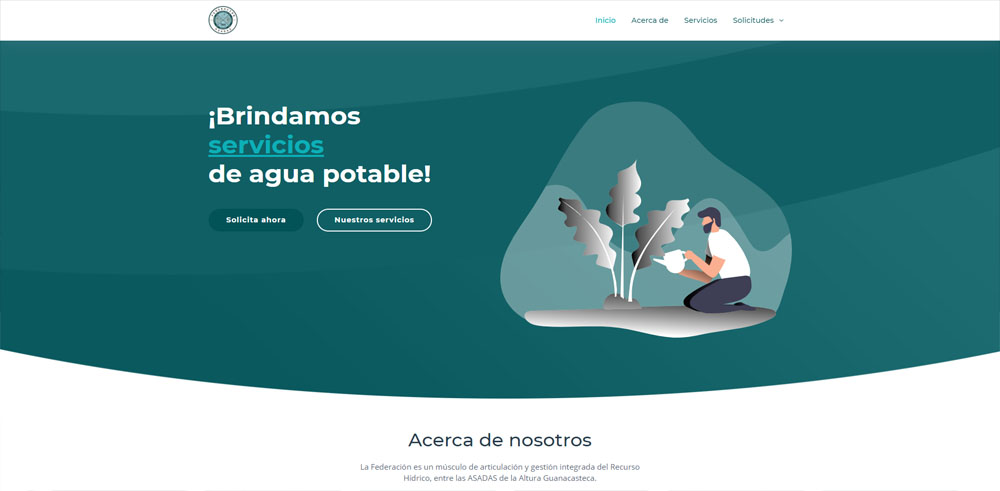 Inicio Acerca de Servicios Solicitudes
¡Brindamos
servicios
de agua potable!
Solicita ahora Nuestros servicios
Acerca de nosotros
La Federación es un músculo de articulación y gestión integrada del Recurso
Hídrico, entre las ASADAS de la Altura Guanacasteca.